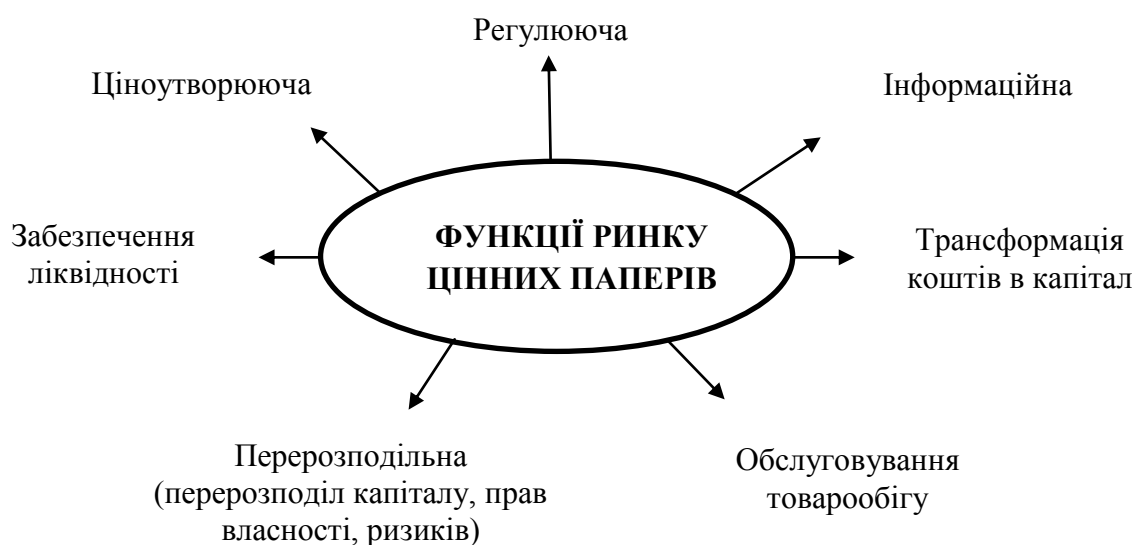 Регулююча
Ціноутворююча
Інформаційна
ФУНКЦІЇ РИНКУ
ЦІННИХ ПАПЕРІВ
Забезпечення
ліквідності
Трансформація
коштів в капітал
Перерозподільна
(перерозподіл капіталу, прав
власності, ризиків)
Обслуговування
товарообігу